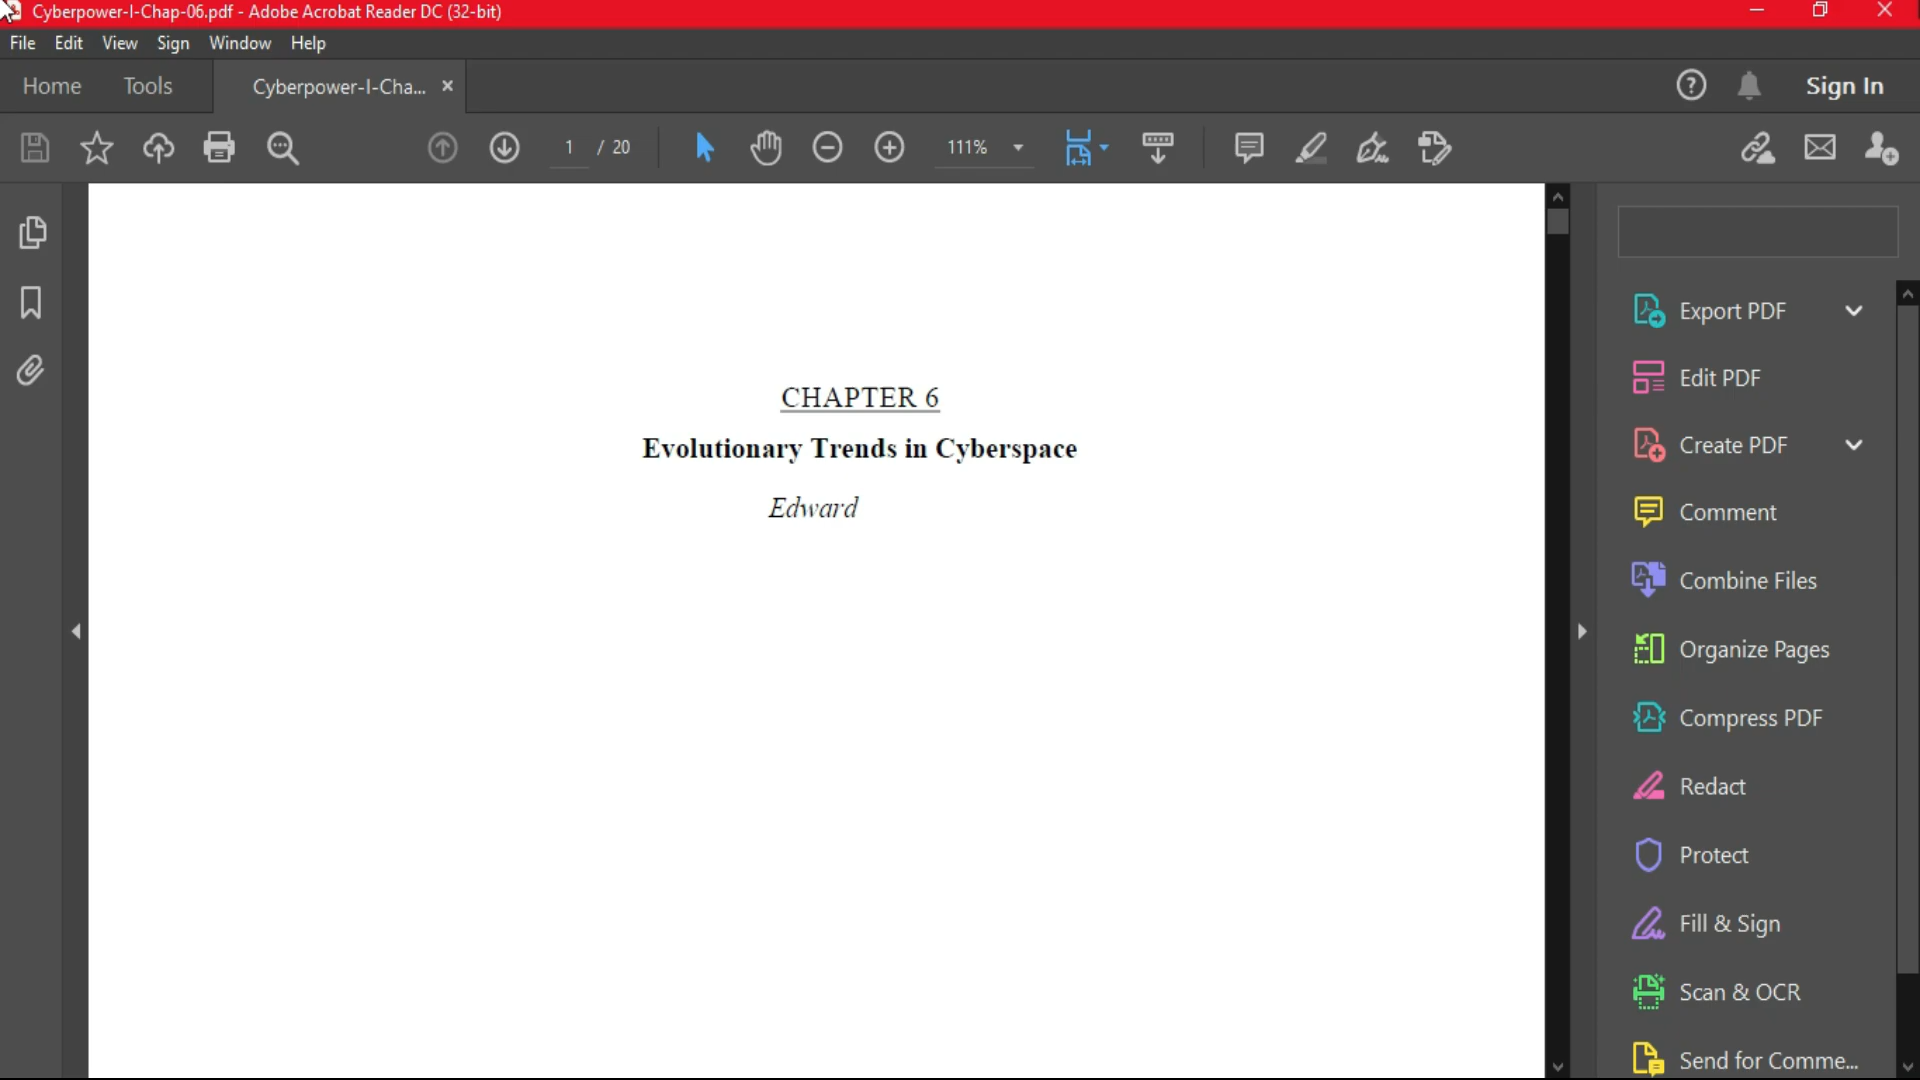 Cyberpower-I-Chap-06.pdf - Adobe Acrobat Reader DC (32-bit)
File Edit View Sign Window Help
Home Tools Cyberpower-I-Cha... Sign In
1 / 20 111%
Export PDF
Edit PDF
Create PDF
Comment
Combine Files
Organize Pages
Compress PDF
Redact
Protect
Fill & Sign
Scan & OCR
Send for Comme...
CHAPTER 6
Evolutionary Trends in Cyberspace
Edward